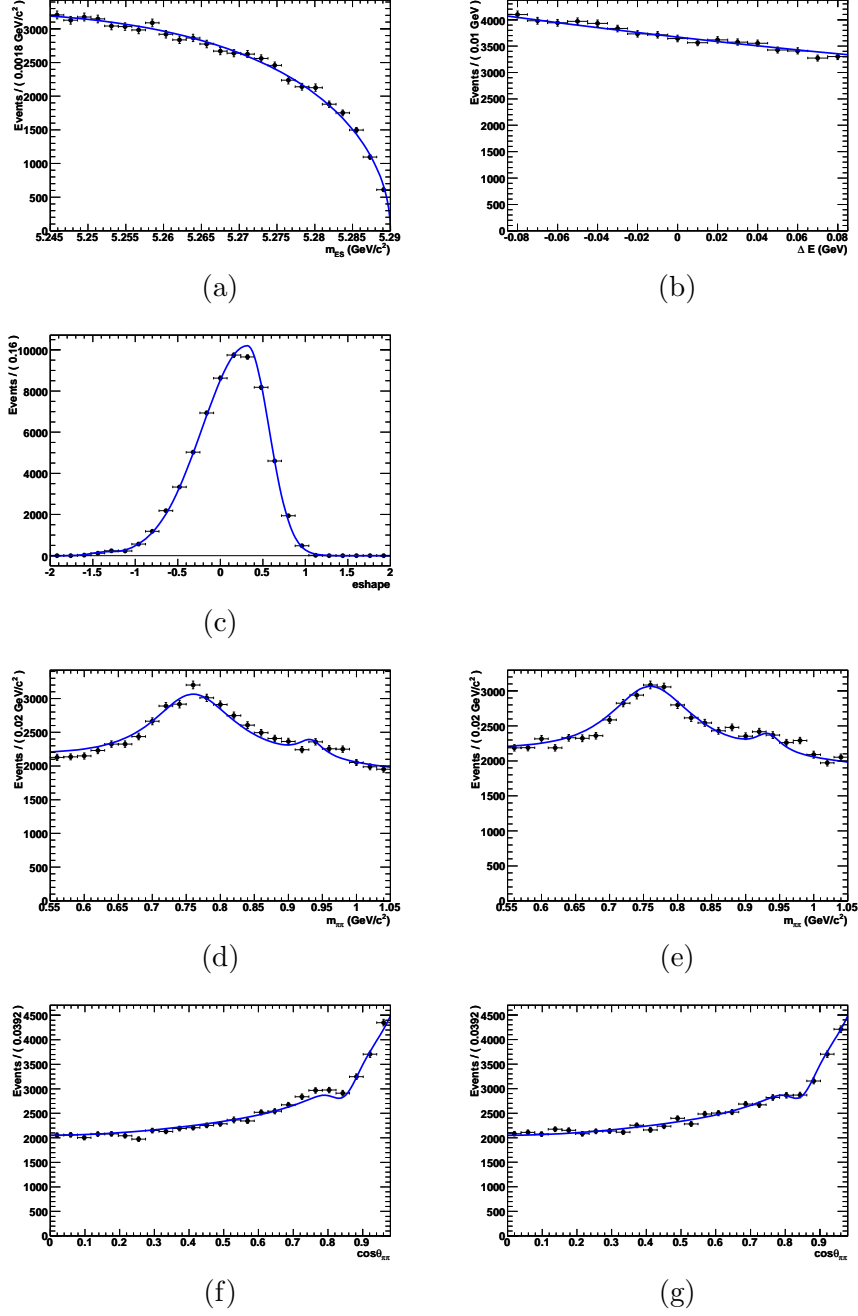 Events / ( 0.0018 GeV/c²)
3000
2500
2000
1500
1000
500
0
5.245 5.25 5.255 5.26 5.265 5.27 5.275 5.28 5.285 5.29
m_ES (GeV/c²)
(a)
Events / ( 0.01 GeV )
4000
3500
3000
2500
2000
1500
1000
500
0
-0.08 -0.06 -0.04 -0.02 0 0.02 0.04 0.06 0.08
Δ E (GeV)
(b)
Events / ( 0.16 )
10000
8000
6000
4000
2000
0
-2 -1.5 -1 -0.5 0 0.5 1 1.5 2
eshape
(c)
Events / ( 0.02 GeV/c² )
3000
2500
2000
1500
1000
500
0
0.55 0.6 0.65 0.7 0.75 0.8 0.85 0.9 0.95 1 1.05
m_ππ (GeV/c²)
(d)
Events / ( 0.02 GeV/c² )
3000
2500
2000
1500
1000
500
0
0.55 0.6 0.65 0.7 0.75 0.8 0.85 0.9 0.95 1 1.05
m_ππ (GeV/c²)
(e)
Events / ( 0.0392 )
4500
4000
3500
3000
2500
2000
1500
1000
500
0
0 0.1 0.2 0.3 0.4 0.5 0.6 0.7 0.8 0.9
cosθ_ππ
(f)
Events / ( 0.0392 )
4500
4000
3500
3000
2500
2000
1500
1000
500
0
0 0.1 0.2 0.3 0.4 0.5 0.6 0.7 0.8 0.9
cosθ_ππ
(g)